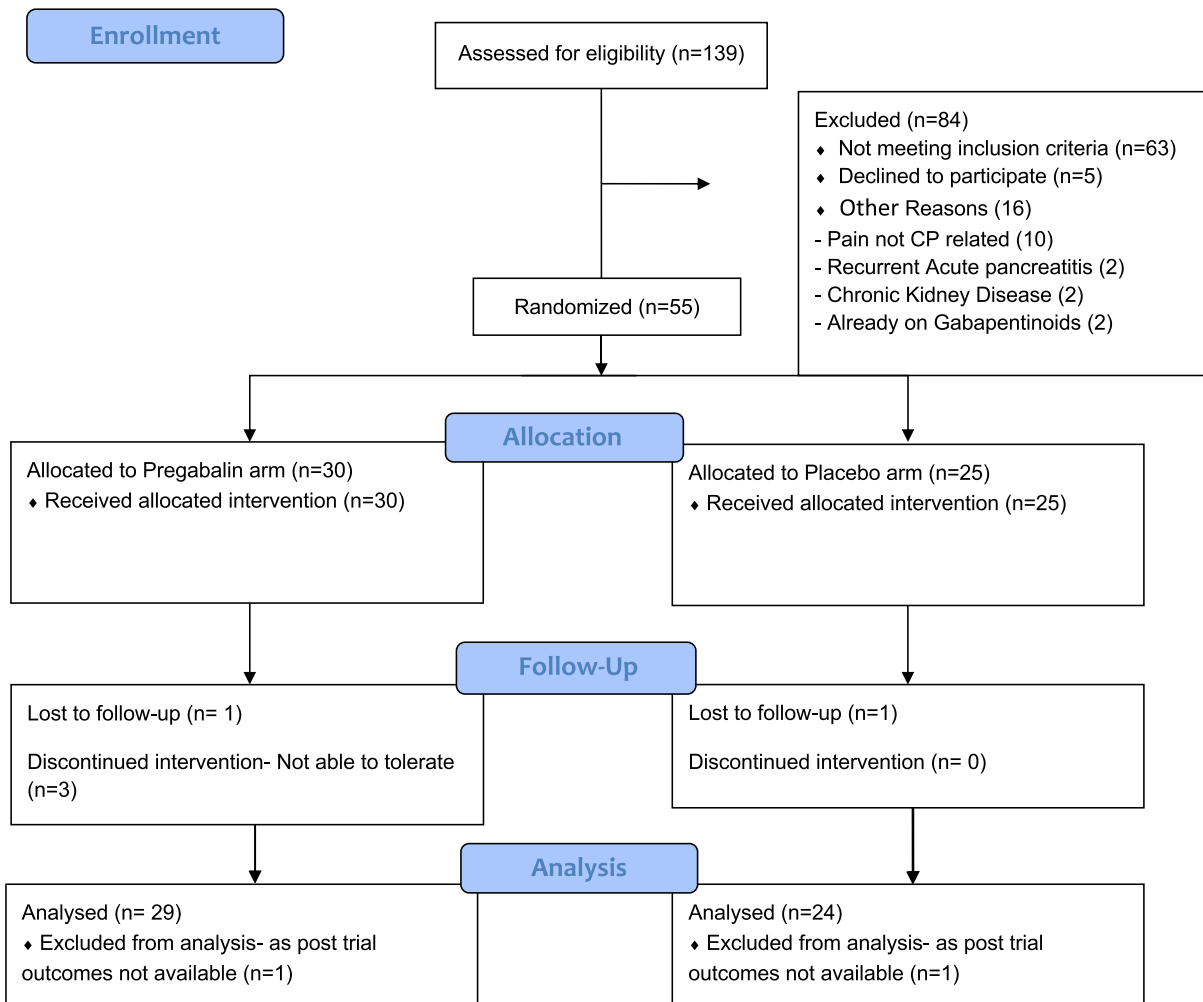 Enrollment
Assessed for eligibility (n=139)
Excluded (n=84)
♦ Not meeting inclusion criteria (n=63)
♦ Declined to participate (n=5)
♦ Other Reasons (16)
- Pain not CP related (10)
- Recurrent Acute pancreatitis (2)
- Chronic Kidney Disease (2)
- Already on Gabapentinoids (2)
Randomized (n=55)
Allocation
Allocated to Pregabalin arm (n=30)
♦ Received allocated intervention (n=30)
Allocated to Placebo arm (n=25)
♦ Received allocated intervention (n=25)
Follow-Up
Lost to follow-up (n= 1)
Discontinued intervention- Not able to tolerate
(n=3)
Lost to follow-up (n=1)
Discontinued intervention (n= 0)
Analysis
Analysed (n= 29)
♦ Excluded from analysis- as post trial
outcomes not available (n=1)
Analysed (n=24)
♦ Excluded from analysis- as post trial
outcomes not available (n=1)